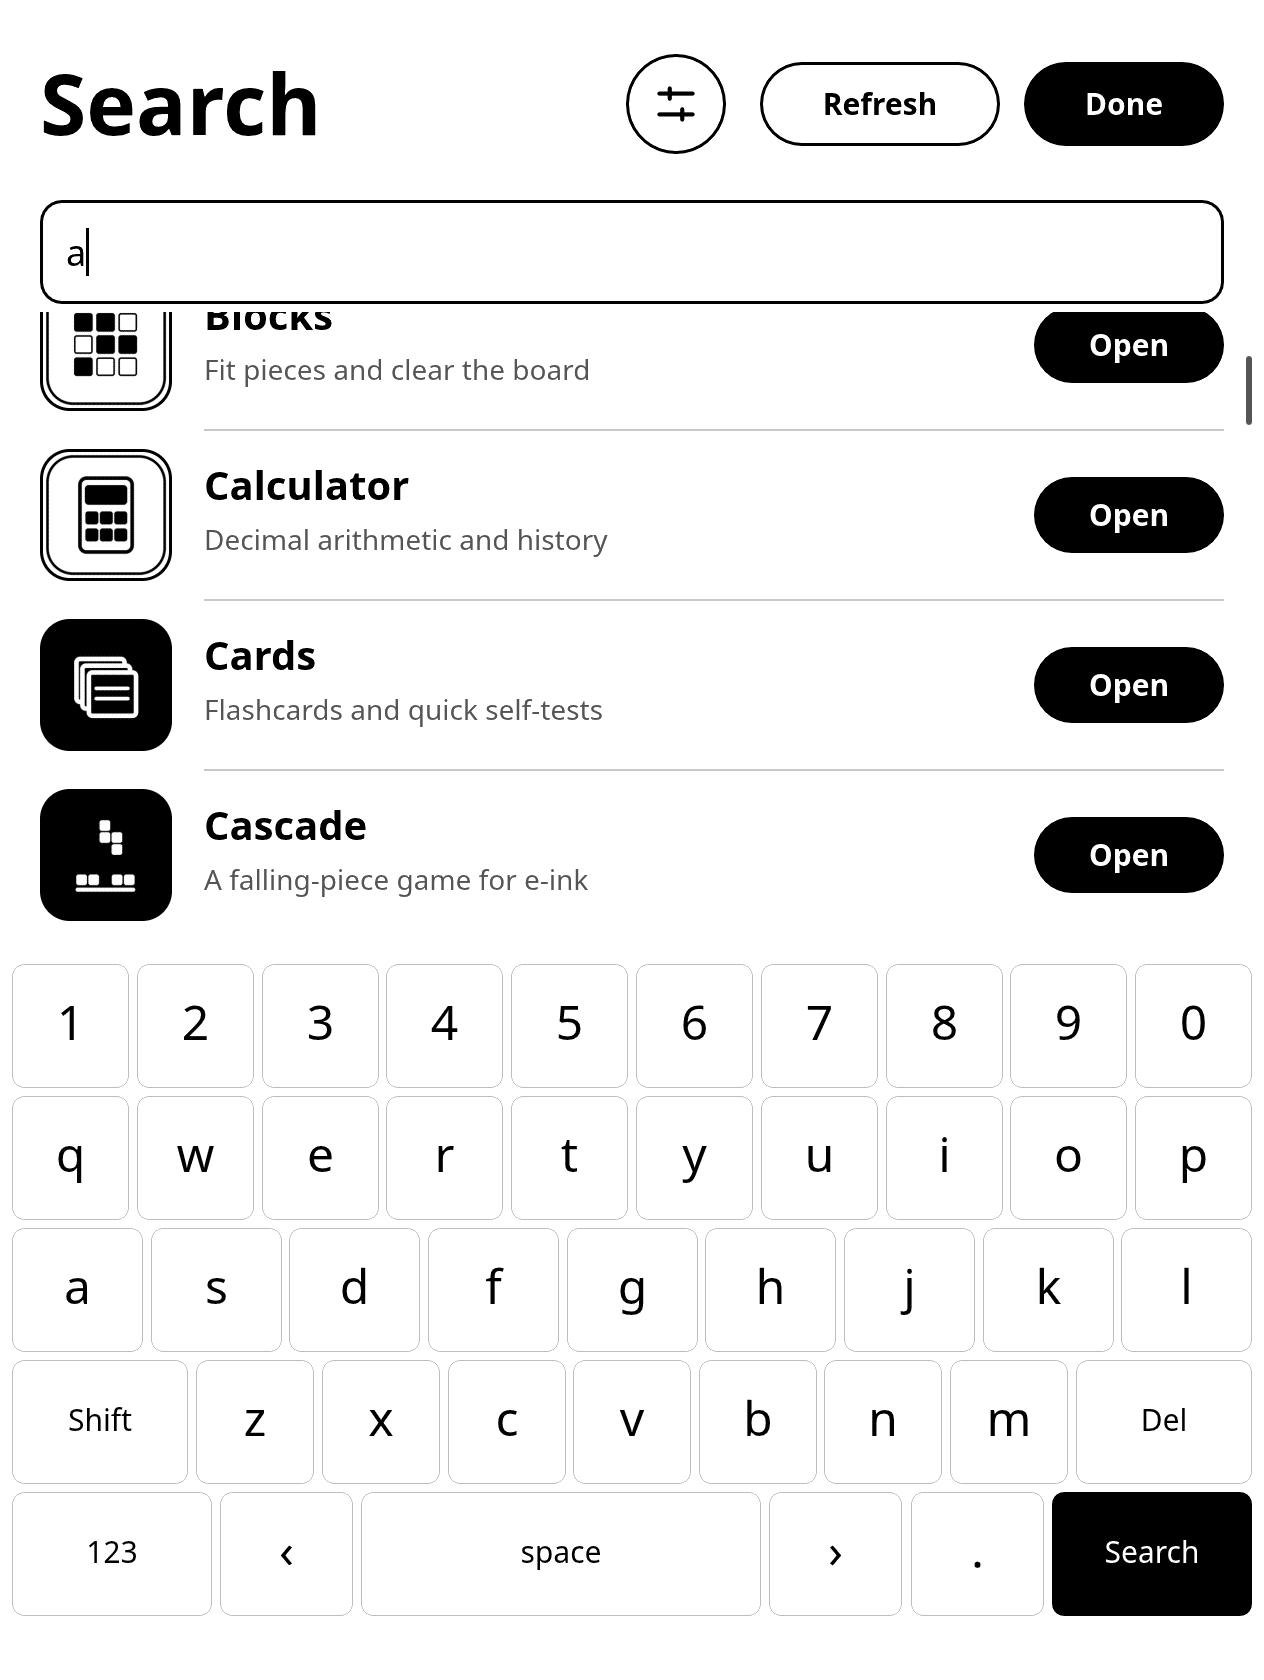 Search
Refresh
Done
a
Blocks
Fit pieces and clear the board
Open
Calculator
Decimal arithmetic and history
Open
Cards
Flashcards and quick self-tests
Open
Cascade
A falling-piece game for e-ink
Open
1 2 3 4 5 6 7 8 9 0
q w e r t y u i o p
a s d f g h j k l
Shift z x c v b n m Del
123 ‹ space › . Search